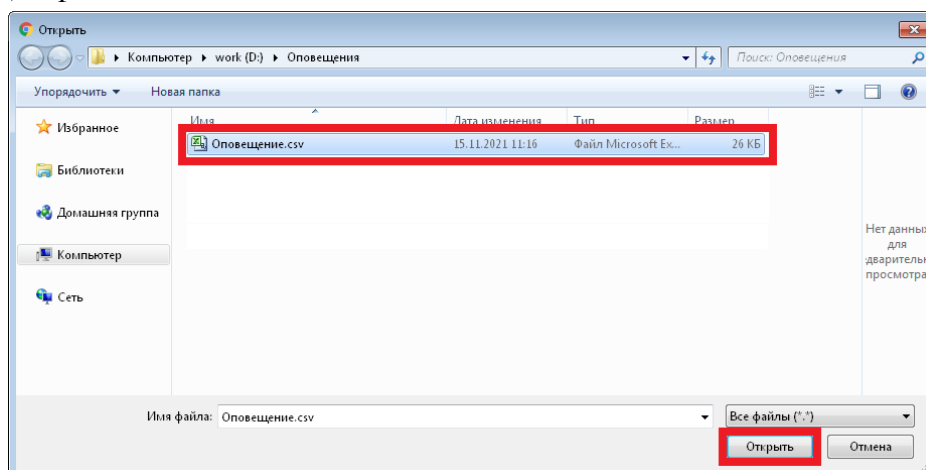 Открыть
Компьютер ▸ work (D:) ▸ Оповещения
Поиск: Оповещения
Упорядочить
Новая папка
Избранное
Библиотеки
Домашняя группа
Компьютер
Сеть
Имя
Дата изменения
Тип
Размер
Оповещение.csv
15.11.2021 11:16
Файл Microsoft Ex...
26 КБ
Нет данных
для
просмотра
Имя файла:
Оповещение.csv
Все файлы (*.*)
Открыть
Отмена